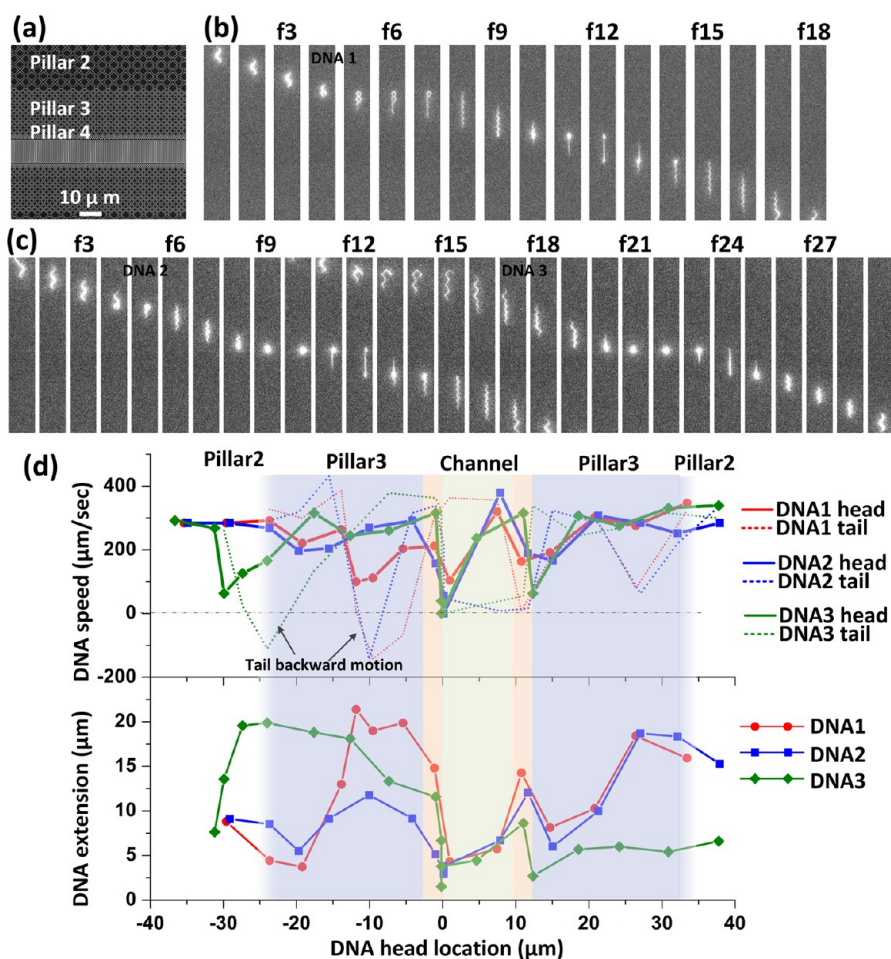 (a)
Pillar 2
Pillar 3
Pillar 4
10 μ m
(b)
f3 f6 f9 f12 f15 f18
DNA 1
(c)
f3 f6 f9 f12 f15 f18 f21 f24 f27
DNA 2 DNA 3
(d)
Pillar2 Pillar3 Channel Pillar3 Pillar2
DNA speed (μm/sec)
400
200
0
-200
Tail backward motion
DNA1 head
DNA1 tail
DNA2 head
DNA2 tail
DNA3 head
DNA3 tail
DNA extension (μm)
20
15
10
5
0
DNA1
DNA2
DNA3
-40 -30 -20 -10 0 10 20 30 40
DNA head location (μm)